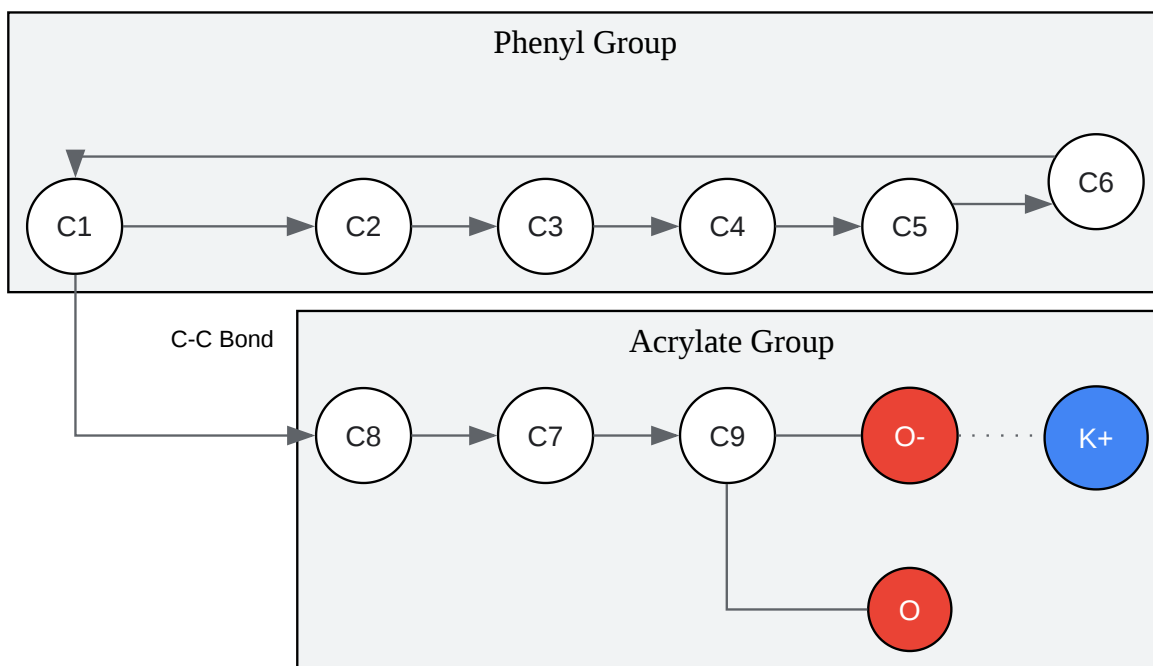 Phenyl Group
C1
C2
C3
C4
C5
C6
C-C Bond
Acrylate Group
C8
C7
C9
O-
K+
O